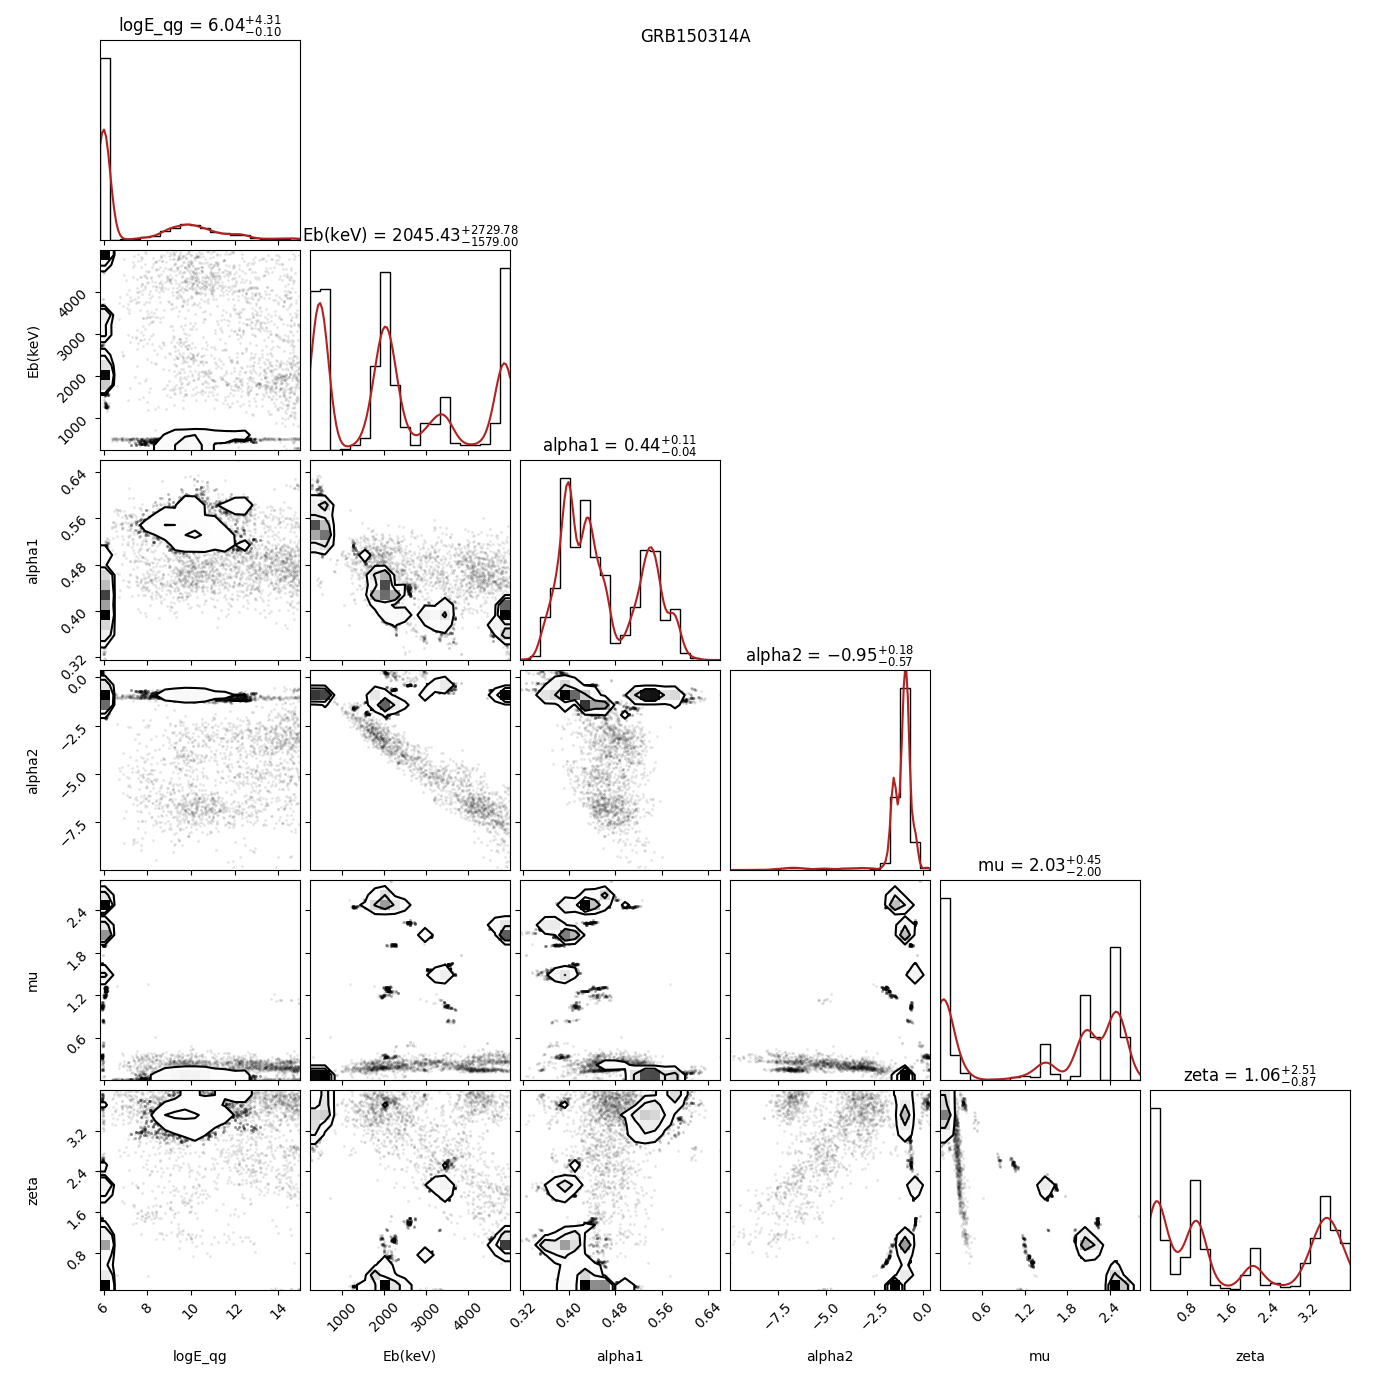 logE_qg = 6.04+4.31−0.10
GRB150314A
Eb(keV) = 2045.43+2729.78−1579.00
4000
3000
2000
1000
Eb(keV)
alpha1 = 0.44+0.11−0.04
0.64
0.56
0.48
0.40
0.32
alpha1
alpha2 = −0.95+0.18−0.57
0.0
−2.5
−5.0
−7.5
alpha2
mu = 2.03+0.45−2.00
2.4
1.8
1.2
0.6
mu
zeta = 1.06+2.51−0.87
3.2
2.4
1.6
0.8
zeta
6 8 10 12 14
1000 2000 3000 4000
0.32 0.40 0.48 0.56 0.64
−7.5 −5.0 −2.5 0.0
0.6 1.2 1.8 2.4
0.8 1.6 2.4 3.2
logE_qg Eb(keV) alpha1 alpha2 mu zeta